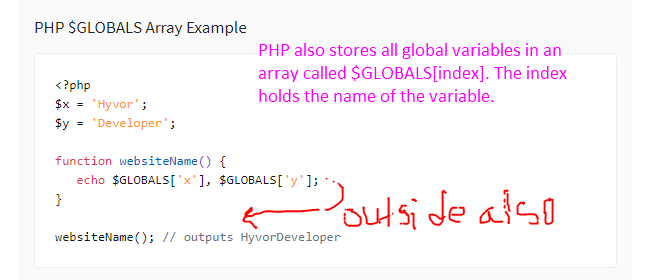 PHP $GLOBALS Array Example
PHP also stores all global variables in an
array called $GLOBALS[index]. The index
holds the name of the variable.
<?php
$x = 'Hyvor';
$y = 'Developer';
function websiteName() {
echo $GLOBALS['x'], $GLOBALS['y'];
}
outside also
websiteName(); // outputs HyvorDeveloper